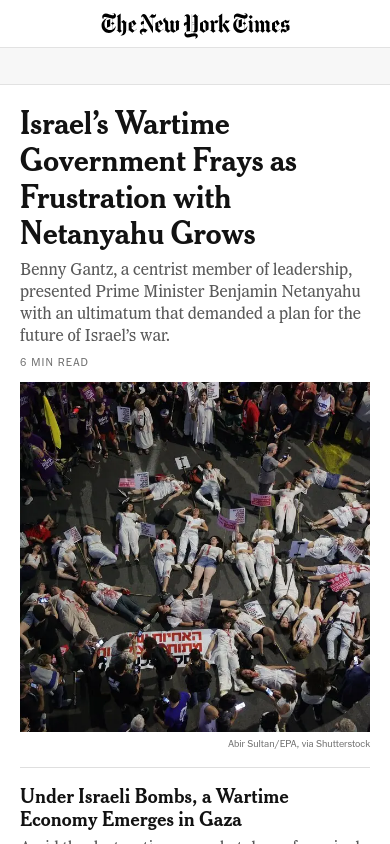 The New York Times
Israel’s Wartime
Government Frays as
Frustration with
Netanyahu Grows
Benny Gantz, a centrist member of leadership,
presented Prime Minister Benjamin Netanyahu
with an ultimatum that demanded a plan for the
future of Israel’s war.
6 MIN READ
Abir Sultan/EPA, via Shutterstock
Under Israeli Bombs, a Wartime
Economy Emerges in Gaza